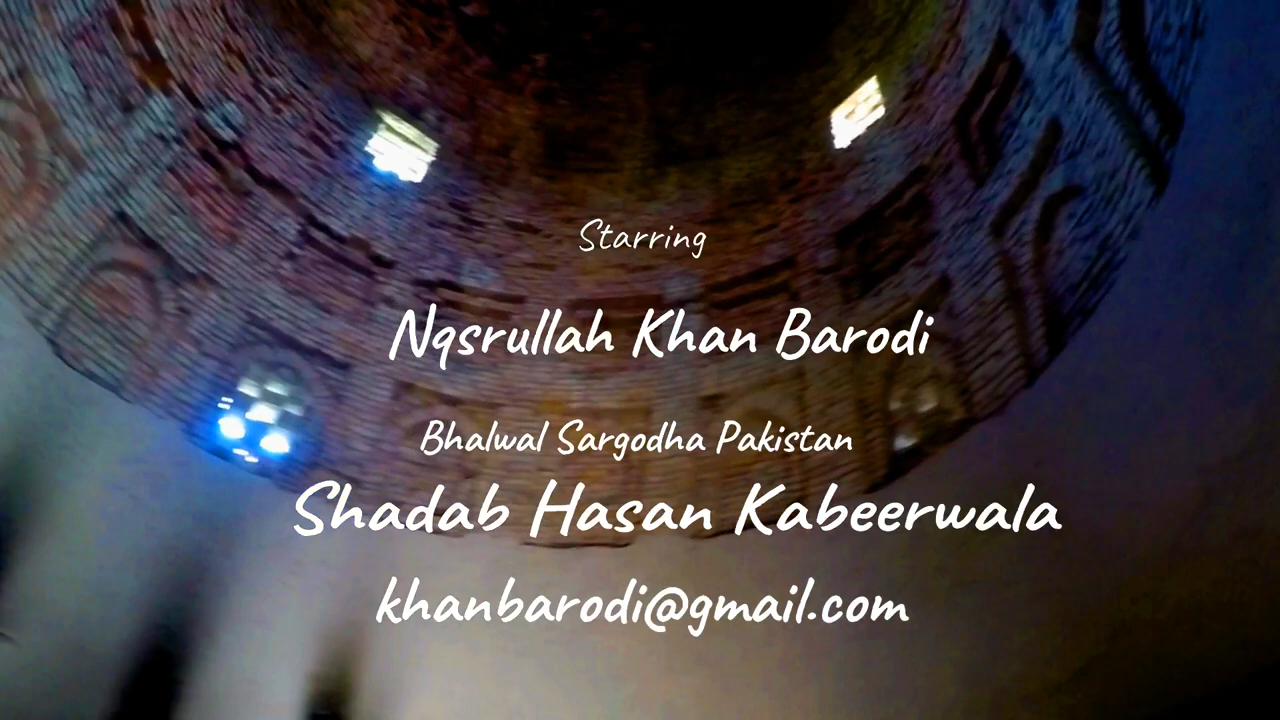 Starring
Nqsrullah Khan Barodi
Bhalwal Sargodha Pakistan
Shadab Hasan Kabeerwala
khanbarodi@gmail.com